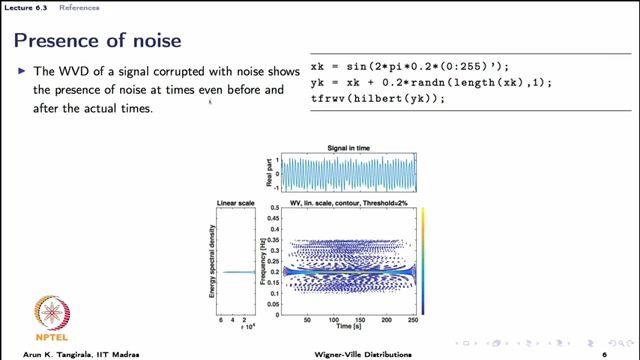 Lecture 6.3 References
Presence of noise
The WVD of a signal corrupted with noise shows
the presence of noise at times even before and
after the actual times.
xk = sin(2*pi*0.2*(0:255)');
yk = xk + 0.2*randn(length(xk),1);
tfrwv(hilbert(yk));
Signal in time
Real part
1
0
-1
Linear scale
WV, lin. scale, contour, Threshold=2%
Energy spectral density
Frequency [Hz]
0.5
0.45
0.4
0.35
0.3
0.25
0.2
0.15
0.1
0.05
0
6 4 2
× 10⁴
50 100 150 200 250
Time [s]
NPTEL
Arun K. Tangirala, IIT Madras Wigner-Ville Distributions 6